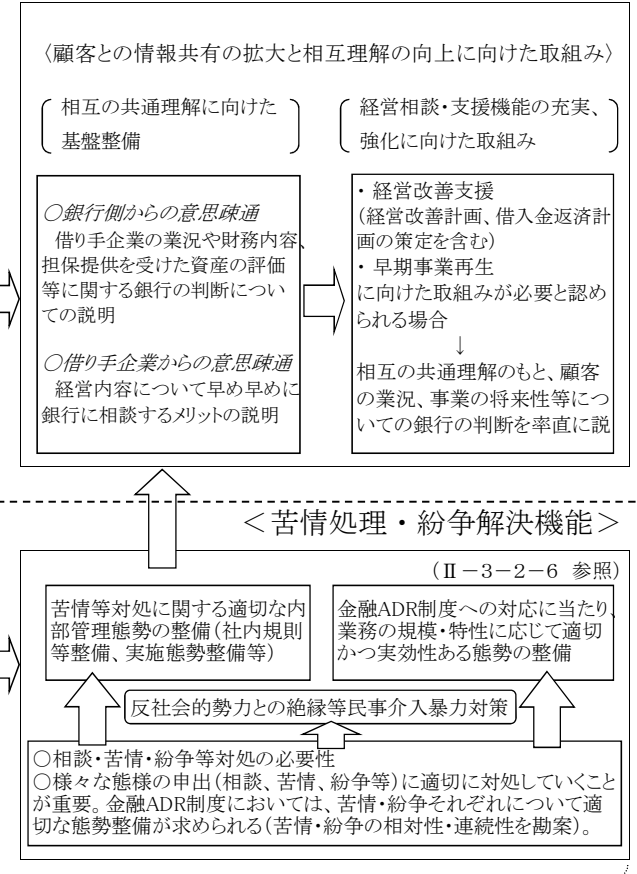 〈顧客との情報共有の拡大と相互理解の向上に向けた取組み〉
相互の共通理解に向けた
基盤整備
経営相談・支援機能の充実、
強化に向けた取組み
○銀行側からの意思疎通
借り手企業の業況や財務内容、
担保提供を受けた資産の評価
等に関する銀行の判断につい
ての説明
○借り手企業からの意思疎通
経営内容について早め早めに
銀行に相談するメリットの説明
・ 経営改善支援
(経営改善計画、借入金返済計
画の策定を含む)
・ 早期事業再生
に向けた取組みが必要と認め
られる場合
↓
相互の共通理解のもと、顧客
の業況、事業の将来性等につ
いての銀行の判断を率直に説
＜苦情処理・紛争解決機能＞
(Ⅱ－3－2－6 参照)
苦情等対処に関する適切な内
部管理態勢の整備(社内規則
等整備、実施態勢整備等)
金融ADR制度への対応に当たり、
業務の規模・特性に応じて適切
かつ実効性ある態勢の整備
反社会的勢力との絶縁等民事介入暴力対策
○相談・苦情・紛争等対処の必要性
○様々な態様の申出(相談、苦情、紛争等)に適切に対処していくこと
が重要。金融ADR制度においては、苦情・紛争それぞれについて適
切な態勢整備が求められる(苦情・紛争の相対性・連続性を勘案)。